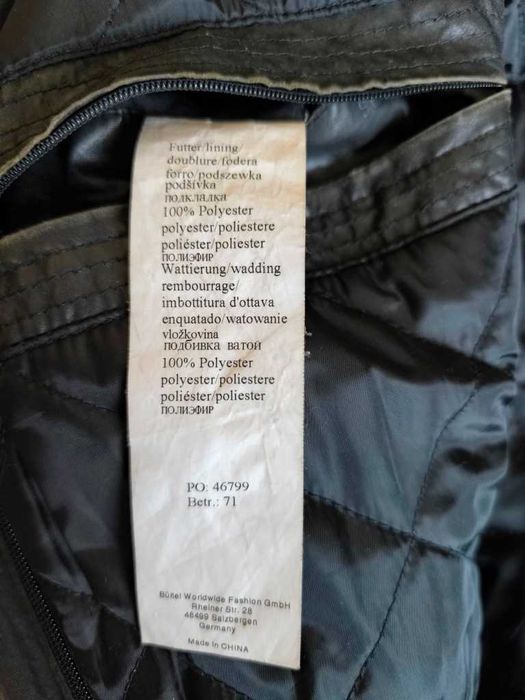 Futter/lining/
doublure/fodera
forro/podszewka
podšívka
подкладка
100% Polyester
polyester/poliestere
poliéster/poliester
ПОЛИЭФИР
Wattierung/wadding
rembourrage/
imbottitura d'ottava
enquatado/watowanie
vložkovina
подбивка ватой
100% Polyester
polyester/poliestere
poliéster/poliester
ПОЛИЭФИР
PO: 46799
Betr.: 71
Büsel Worldwide Fashion GmbH
Rheiner Str. 28
48499 Salzbergen
Germany
Made in CHINA